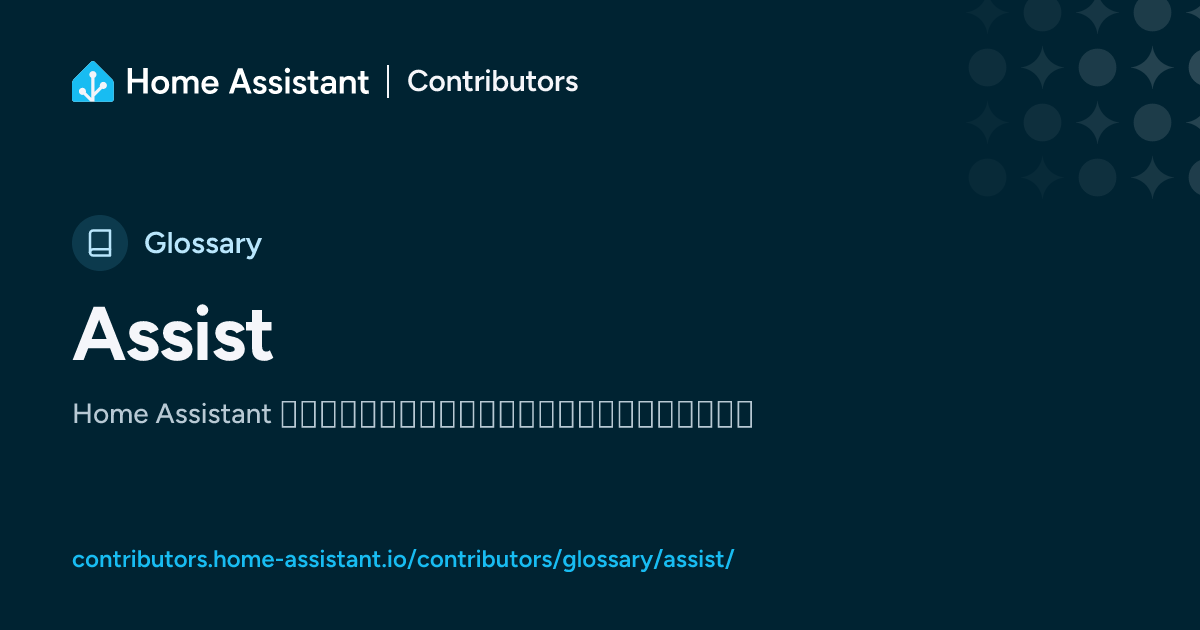 Home Assistant | Contributors
Glossary
Assist
Home Assistant
contributors.home-assistant.io/contributors/glossary/assist/